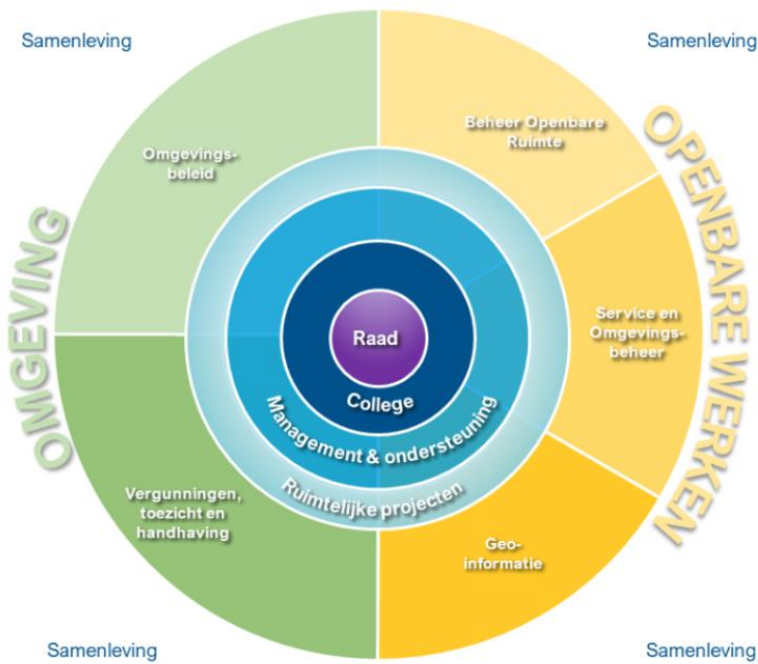 Samenleving
Samenleving
Beheer Openbare
Ruimte
Omgevings-
beleid
OMGEVING
OPENBARE WERKEN
Service en
Omgevings-
beheer
Raad
College
Management & ondersteuning
Ruimtelijke projecten
Vergunningen,
toezicht en
handhaving
Geo-
informatie
Samenleving
Samenleving